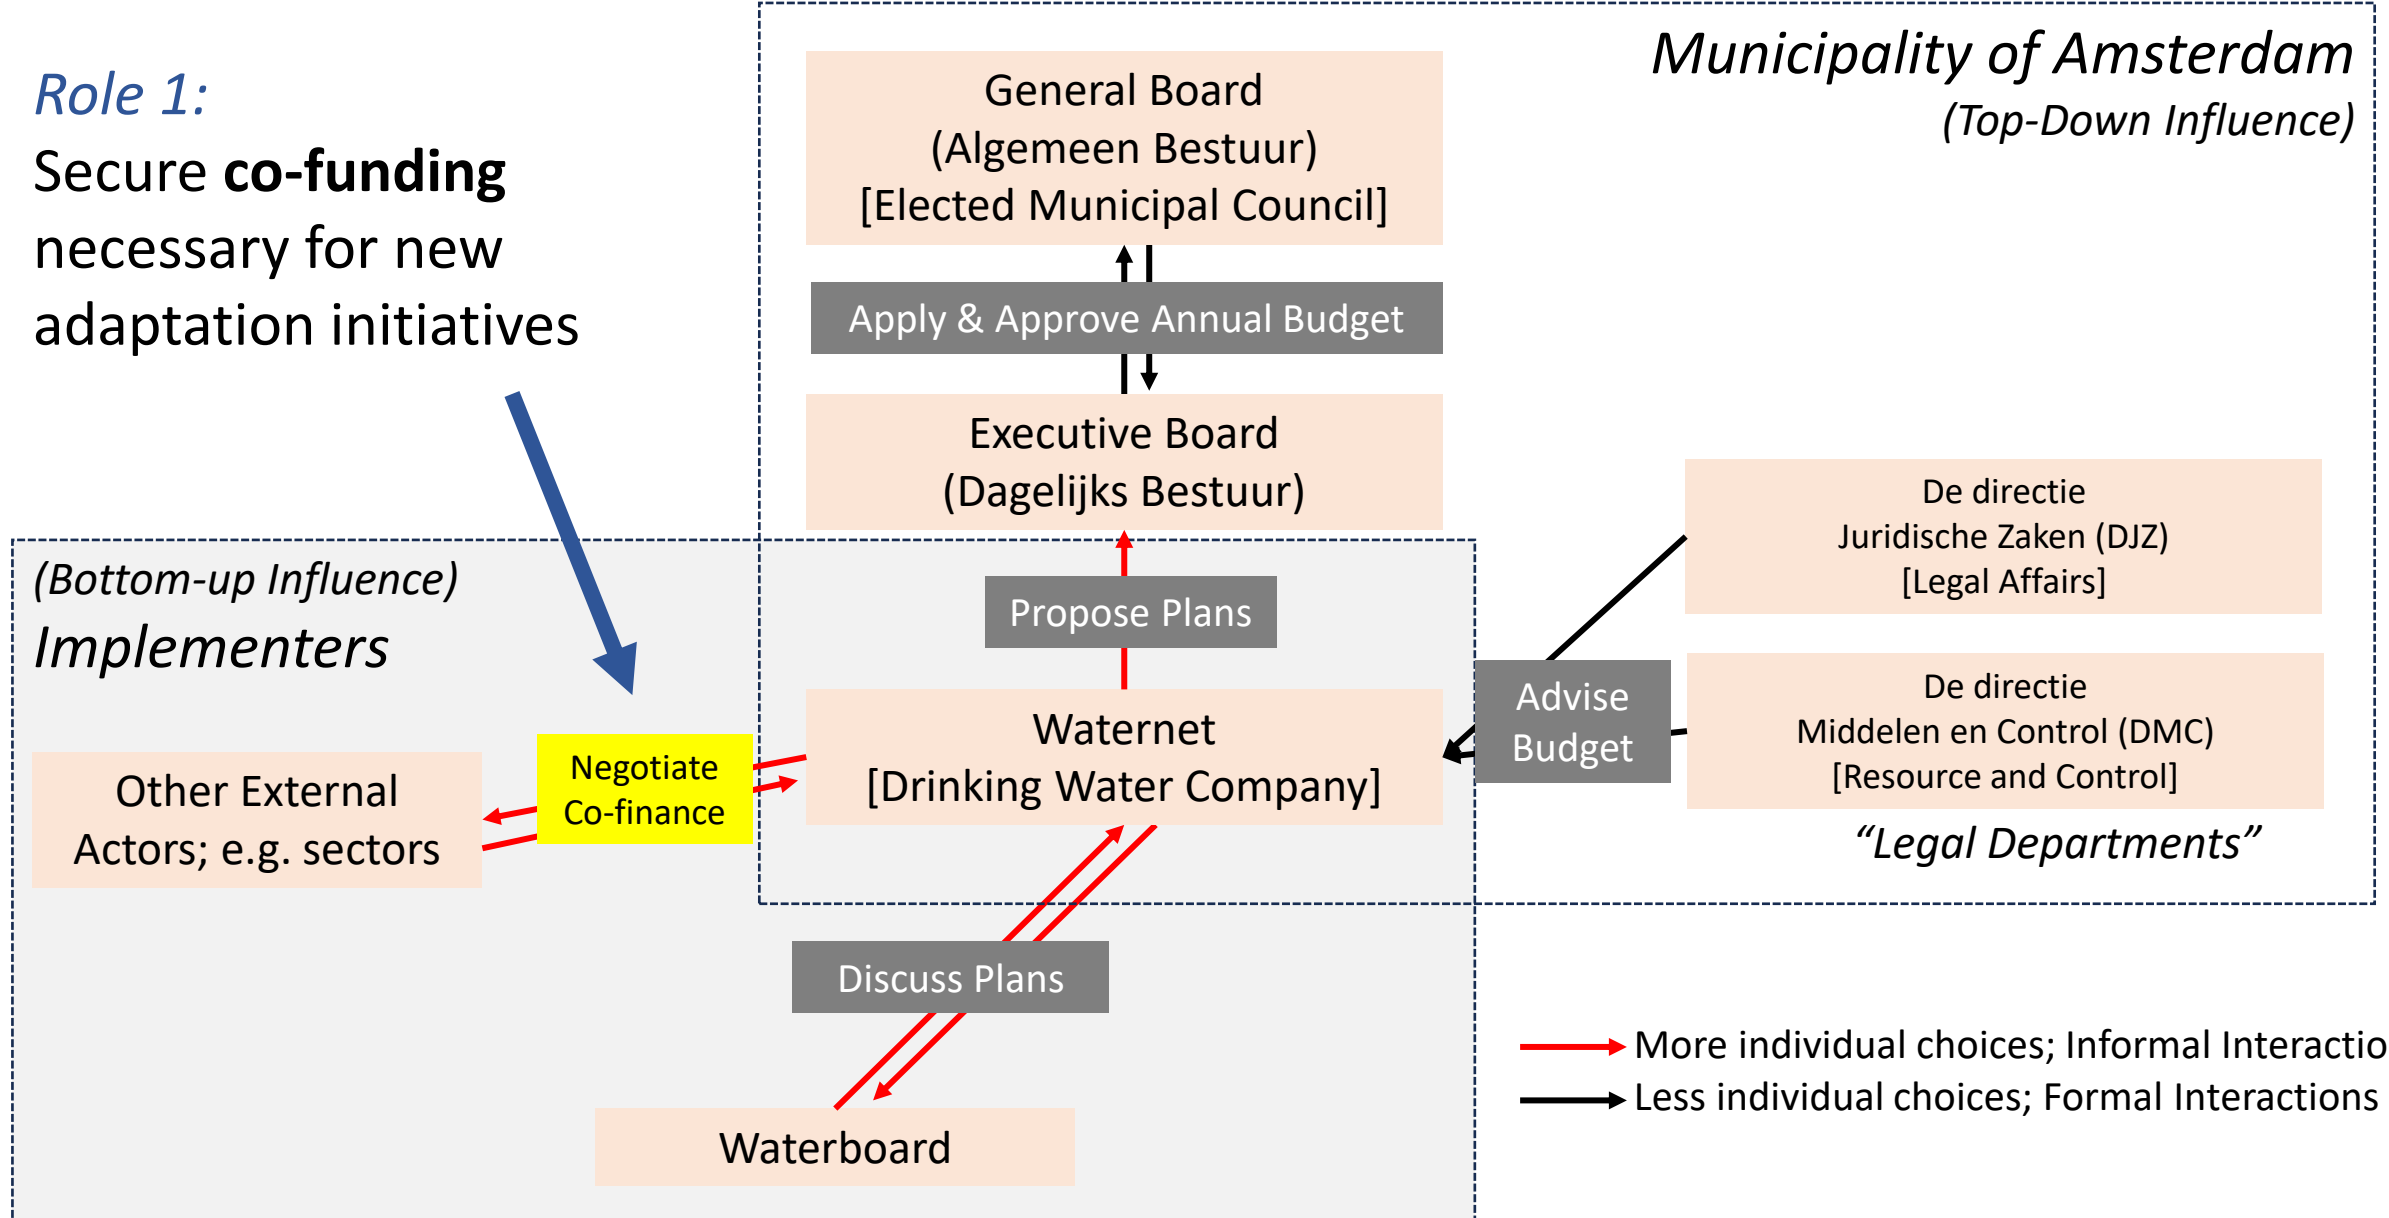 Role 1:
Secure co-funding
necessary for new
adaptation initiatives
Municipality of Amsterdam
(Top-Down Influence)
General Board
(Algemeen Bestuur)
[Elected Municipal Council]
Apply & Approve Annual Budget
Executive Board
(Dagelijks Bestuur)
De directie
Juridische Zaken (DJZ)
[Legal Affairs]
(Bottom-up Influence)
Implementers
Propose Plans
Advise
Budget
De directie
Middelen en Control (DMC)
[Resource and Control]
"Legal Departments"
Waternet
[Drinking Water Company]
Negotiate
Co-finance
Other External
Actors; e.g. sectors
Discuss Plans
Waterboard
More individual choices; Informal Interactio
Less individual choices; Formal Interactions